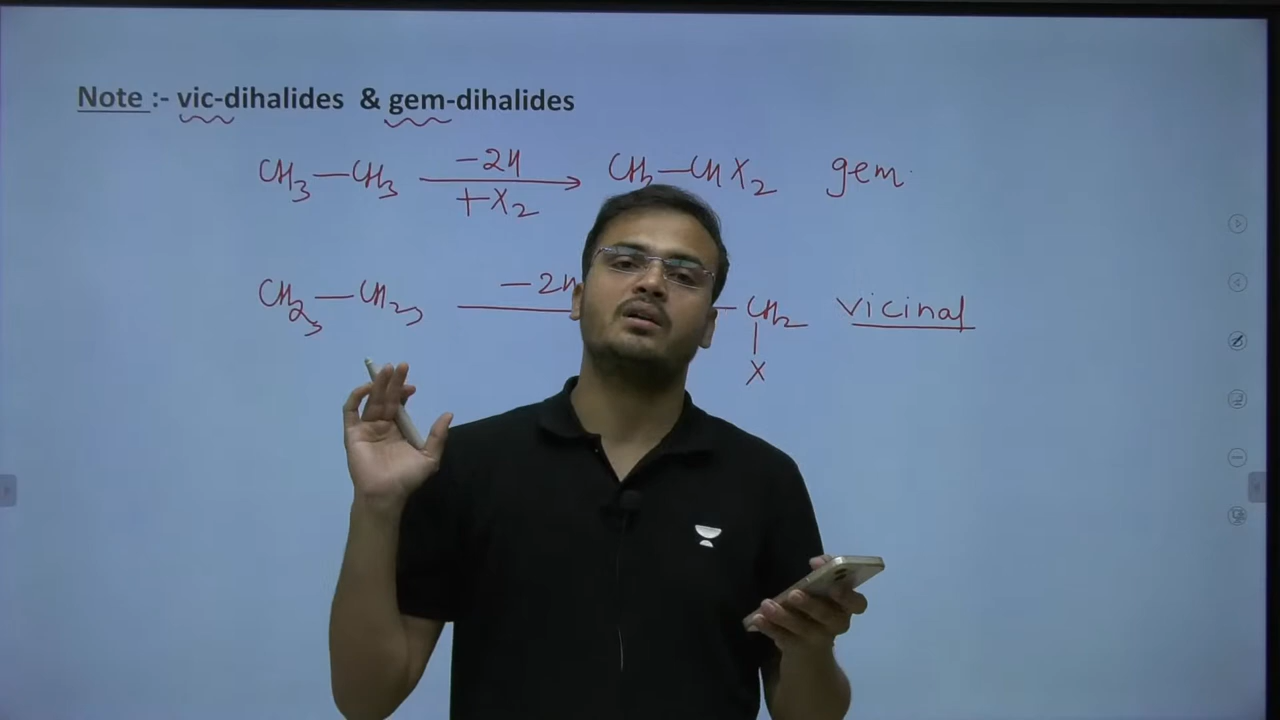 Note :- vic-dihalides & gem-dihalides
CH3—CH3 −2H +X2 → CH3—CHX2 gem
CH3—CH3 −2H —CH2 vicinal
X